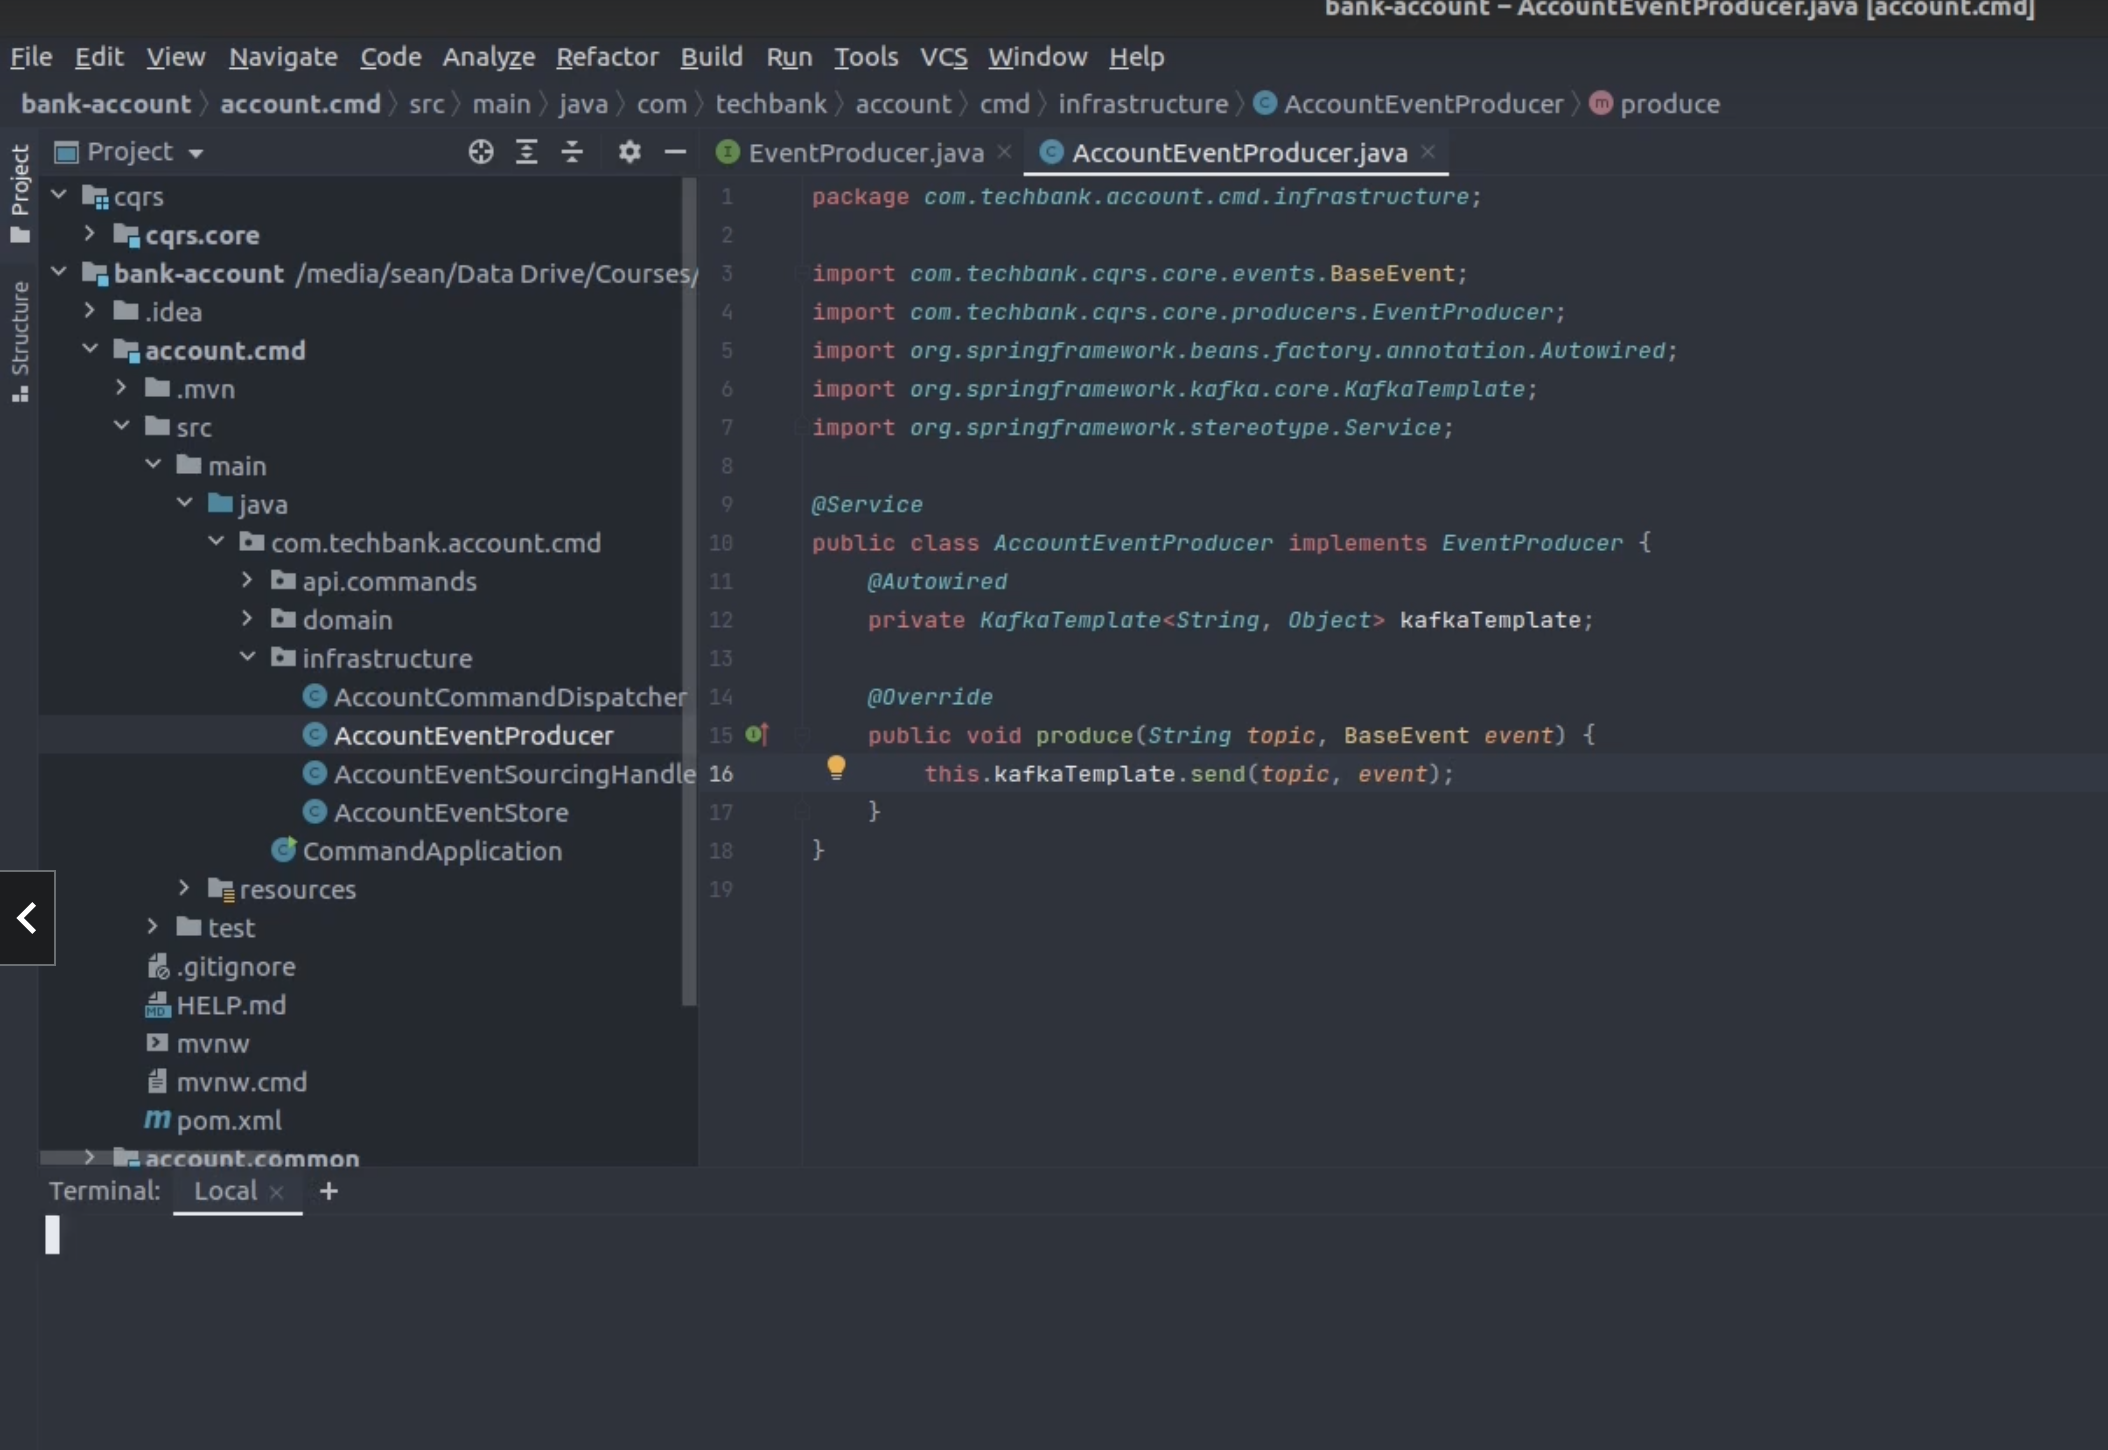 bank-account – AccountEventProducer.java [account.cmd]
File Edit View Navigate Code Analyze Refactor Build Run Tools VCS Window Help
bank-account 〉 account.cmd 〉 src 〉 main 〉 java 〉 com 〉 techbank 〉 account 〉 cmd 〉 infrastructure 〉 AccountEventProducer 〉 produce
Project
Structure
Project
cqrs
cqrs.core
bank-account /media/sean/Data Drive/Courses/
.idea
account.cmd
.mvn
src
main
java
com.techbank.account.cmd
api.commands
domain
infrastructure
AccountCommandDispatcher
AccountEventProducer
AccountEventSourcingHandle
AccountEventStore
CommandApplication
resources
test
.gitignore
HELP.md
mvnw
mvnw.cmd
pom.xml
account.common
EventProducer.java AccountEventProducer.java
1 package com.techbank.account.cmd.infrastructure;
2
3 import com.techbank.cqrs.core.events.BaseEvent;
4 import com.techbank.cqrs.core.producers.EventProducer;
5 import org.springframework.beans.factory.annotation.Autowired;
6 import org.springframework.kafka.core.KafkaTemplate;
7 import org.springframework.stereotype.Service;
8
9 @Service
10 public class AccountEventProducer implements EventProducer {
11 @Autowired
12 private KafkaTemplate<String, Object> kafkaTemplate;
13
14 @Override
15 public void produce(String topic, BaseEvent event) {
16 this.kafkaTemplate.send(topic, event);
17 }
18 }
19
Terminal: Local +